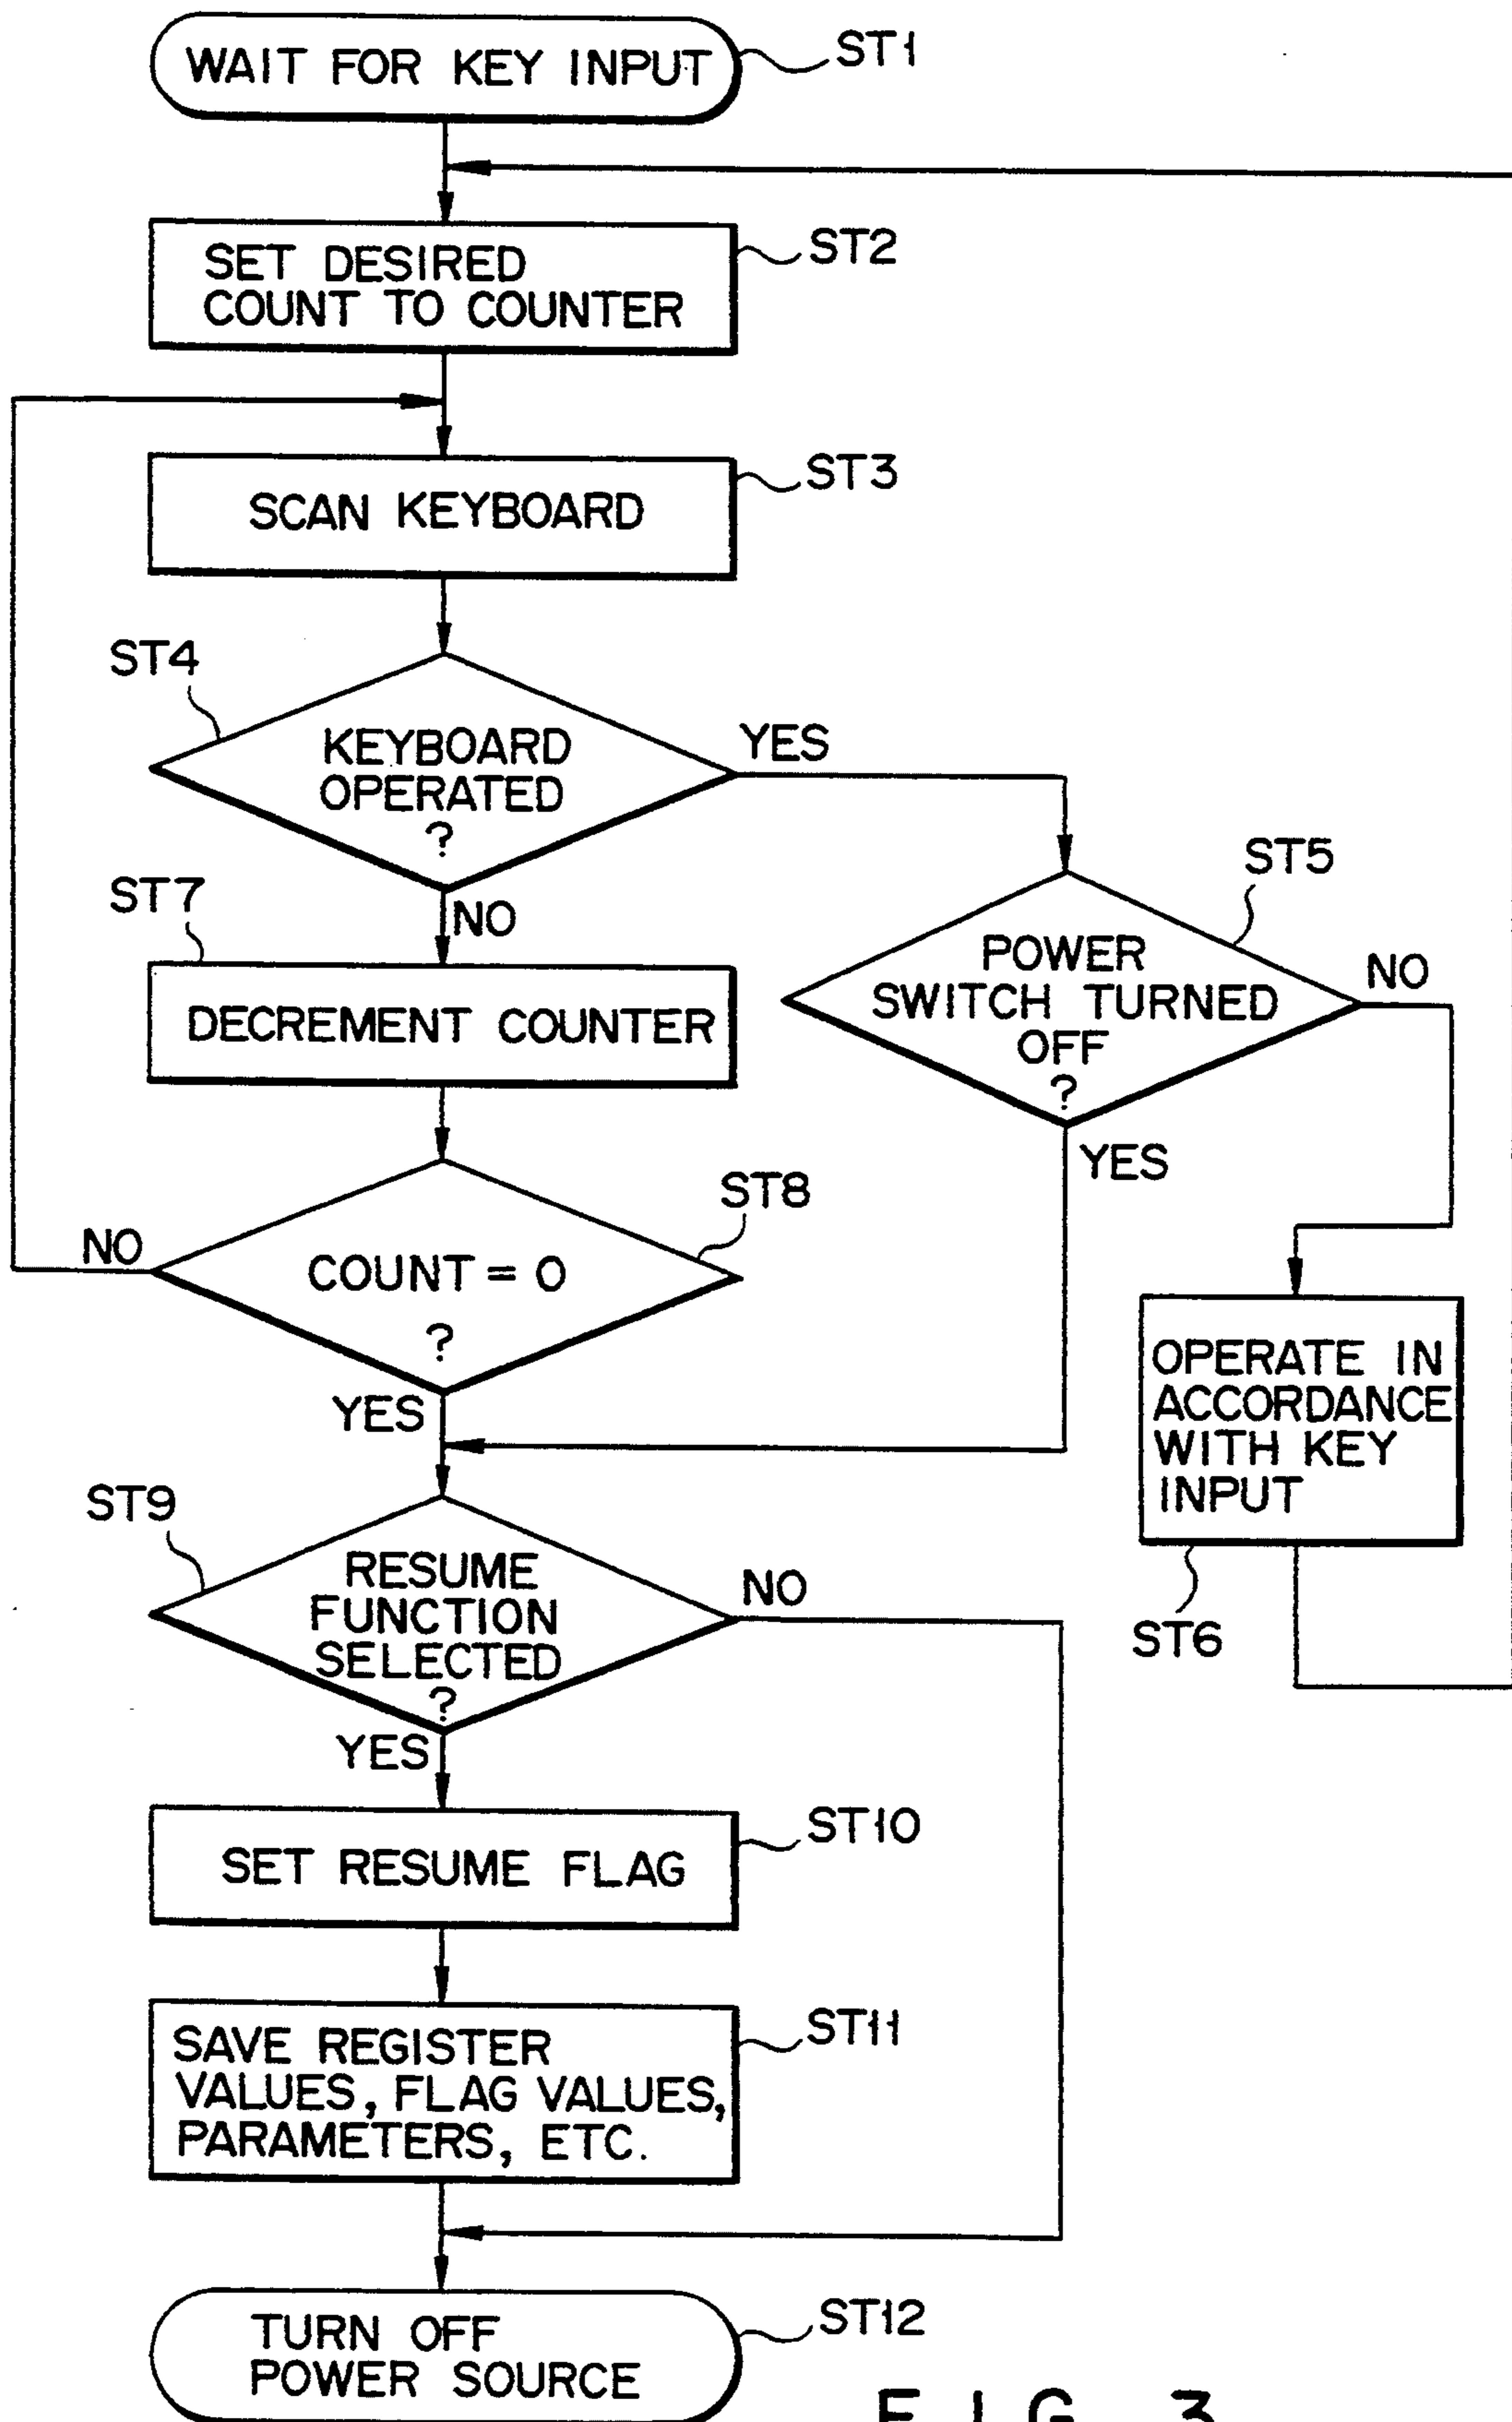 WAIT FOR KEY INPUT
ST1
SET DESIRED
COUNT TO COUNTER
ST2
SCAN KEYBOARD
ST3
ST4
KEYBOARD
OPERATED
?
YES
NO
ST5
POWER
SWITCH TURNED
OFF
?
NO
YES
ST7
DECREMENT COUNTER
ST8
COUNT = 0
?
NO
YES
OPERATE IN
ACCORDANCE
WITH KEY
INPUT
ST6
ST9
RESUME
FUNCTION
SELECTED
?
NO
YES
SET RESUME FLAG
ST10
SAVE REGISTER
VALUES, FLAG VALUES,
PARAMETERS, ETC.
ST11
TURN OFF
POWER SOURCE
ST12
FIG. 3